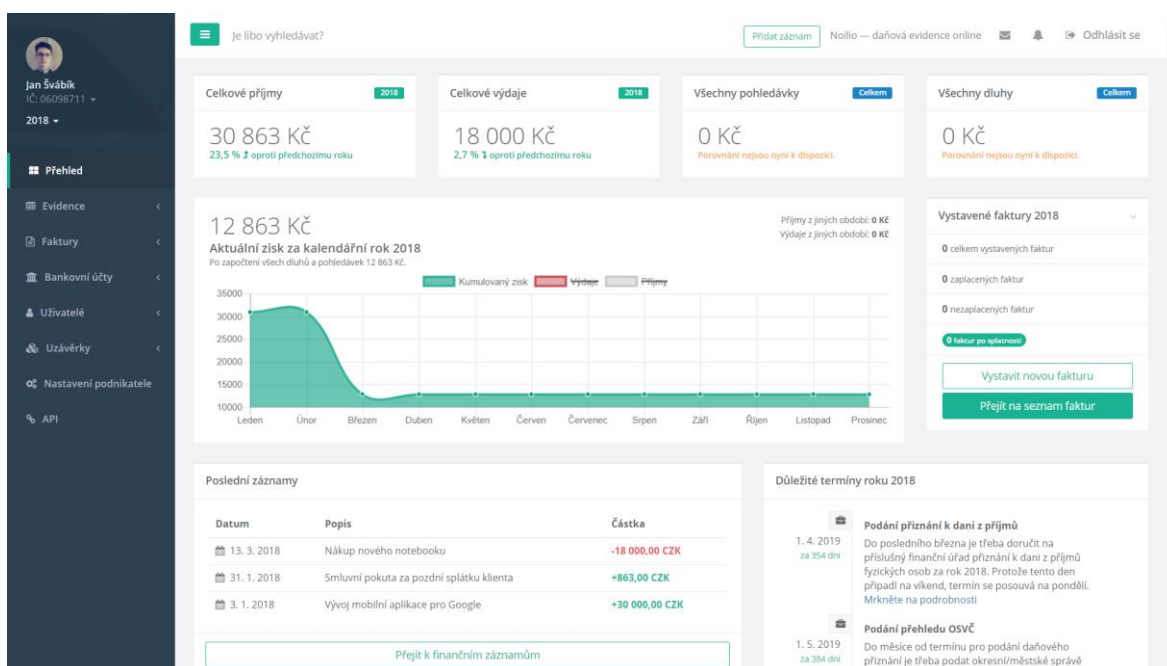 Jan Švábík
IČ: 06098711
2018
Přehled
Evidence
Faktury
Bankovní účty
Uživatelé
Uzávěrky
Nastavení podnikatele
API
Je libo vyhledávat?
Přidat záznam
Noilio — daňová evidence online
Odhlásit se
Celkové příjmy
2018
30 863 Kč
23,5 % oproti předchozímu roku
Celkové výdaje
2018
18 000 Kč
2,7 % oproti předchozímu roku
Všechny pohledávky
Celkem
0 Kč
Porovnání nejsou nyní k dispozici.
Všechny dluhy
Celkem
0 Kč
Porovnání nejsou nyní k dispozici.
12 863 Kč
Aktuální zisk za kalendářní rok 2018
Po započtení všech dluhů a pohledávek 12 863 Kč.
Příjmy z jiných období: 0 Kč
Výdaje z jiných období: 0 Kč
Kumulovaný zisk Výdaje Příjmy
35000
30000
25000
20000
15000
10000
Leden Únor Březen Duben Květen Červen Červenec Srpen Září Říjen Listopad Prosinec
Vystavené faktury 2018
0 celkem vystavených faktur
0 zaplacených faktur
0 nezaplacených faktur
0 faktur po splatnosti
Vystavit novou fakturu
Přejít na seznam faktur
Poslední záznamy
Datum Popis Částka
13. 3. 2018 Nákup nového notebooku -18 000,00 CZK
31. 1. 2018 Smluvní pokuta za pozdní splátku klienta +863,00 CZK
3. 1. 2018 Vývoj mobilní aplikace pro Google +30 000,00 CZK
Přejít k finančním záznamům
Důležité termíny roku 2018
1. 4. 2019
za 354 dní
Podání přiznání k dani z příjmů
Do posledního března je třeba doručit na
příslušný finanční úřad přiznání k dani z příjmů
fyzických osob za rok 2018. Protože tento den
připadl na víkend, termín se posouvá na pondělí.
Mrkněte na podrobnosti
1. 5. 2019
za 384 dní
Podání přehledu OSVČ
Do měsíce od termínu pro podání daňového
přiznání je třeba podat okresní/městské správě